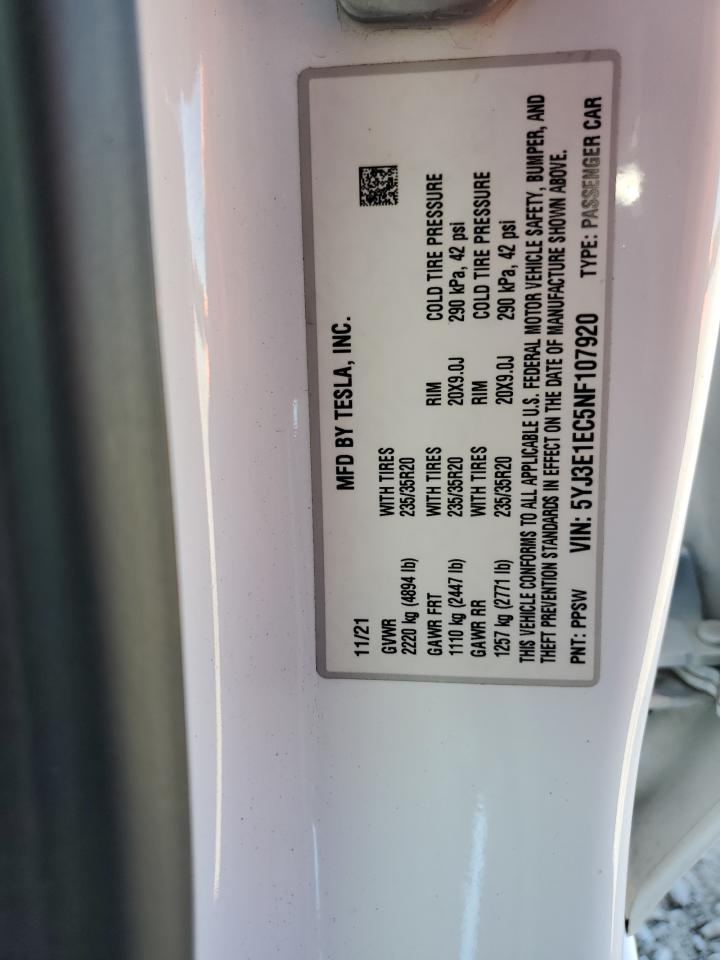 MFD BY TESLA, INC.
11/21
GVWR WITH TIRES
2220 kg (4894 lb) 235/35R20
GAWR FRT WITH TIRES RIM COLD TIRE PRESSURE
1110 kg (2447 lb) 235/35R20 20X9.0J 290 kPa, 42 psi
GAWR RR WITH TIRES RIM COLD TIRE PRESSURE
1257 kg (2771 lb) 235/35R20 20X9.0J 290 kPa, 42 psi
THIS VEHICLE CONFORMS TO ALL APPLICABLE U.S. FEDERAL MOTOR VEHICLE SAFETY, BUMPER, AND
THEFT PREVENTION STANDARDS IN EFFECT ON THE DATE OF MANUFACTURE SHOWN ABOVE.
PNT: PPSW VIN: 5YJ3E1EC5NF107920 TYPE: PASSENGER CAR